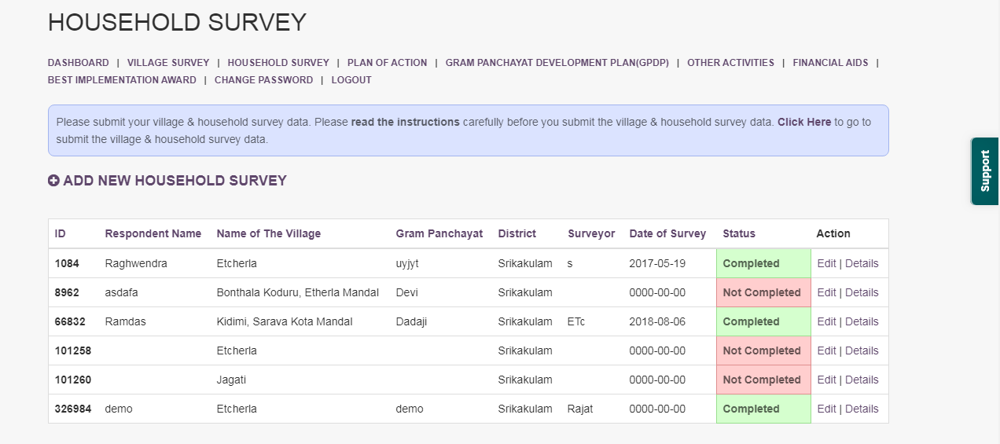 HOUSEHOLD SURVEY
DASHBOARD | VILLAGE SURVEY | HOUSEHOLD SURVEY | PLAN OF ACTION | GRAM PANCHAYAT DEVELOPMENT PLAN(GPDP) | OTHER ACTIVITIES | FINANCIAL AIDS |
BEST IMPLEMENTATION AWARD | CHANGE PASSWORD | LOGOUT
Please submit your village & household survey data. Please read the instructions carefully before you submit the village & household survey data. Click Here to go to
submit the village & household survey data.
Support
ADD NEW HOUSEHOLD SURVEY
ID Respondent Name Name of The Village Gram Panchayat District Surveyor Date of Survey Status Action
1084 Raghwendra Etcherla uyjyt Srikakulam s 2017-05-19 Completed Edit | Details
8962 asdafa Bonthala Koduru, Etherla Mandal Devi Srikakulam 0000-00-00 Not Completed Edit | Details
66832 Ramdas Kidimi, Sarava Kota Mandal Dadaji Srikakulam ETc 2018-08-06 Completed Edit | Details
101258 Etcherla Srikakulam 0000-00-00 Not Completed Edit | Details
101260 Jagati Srikakulam 0000-00-00 Not Completed Edit | Details
326984 demo Etcherla demo Srikakulam Rajat 0000-00-00 Completed Edit | Details